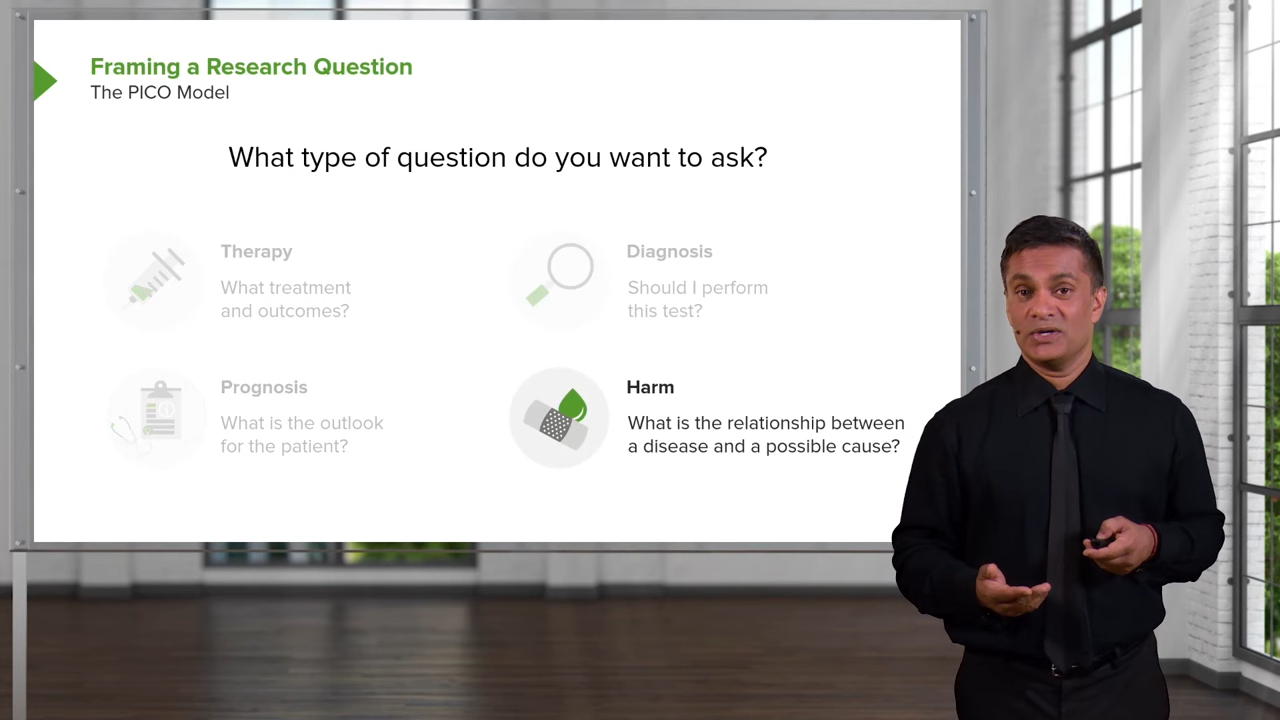 Framing a Research Question
The PICO Model
What type of question do you want to ask?
Therapy
What treatment
and outcomes?
Diagnosis
Should I perform
this test?
Prognosis
What is the outlook
for the patient?
Harm
What is the relationship between
a disease and a possible cause?